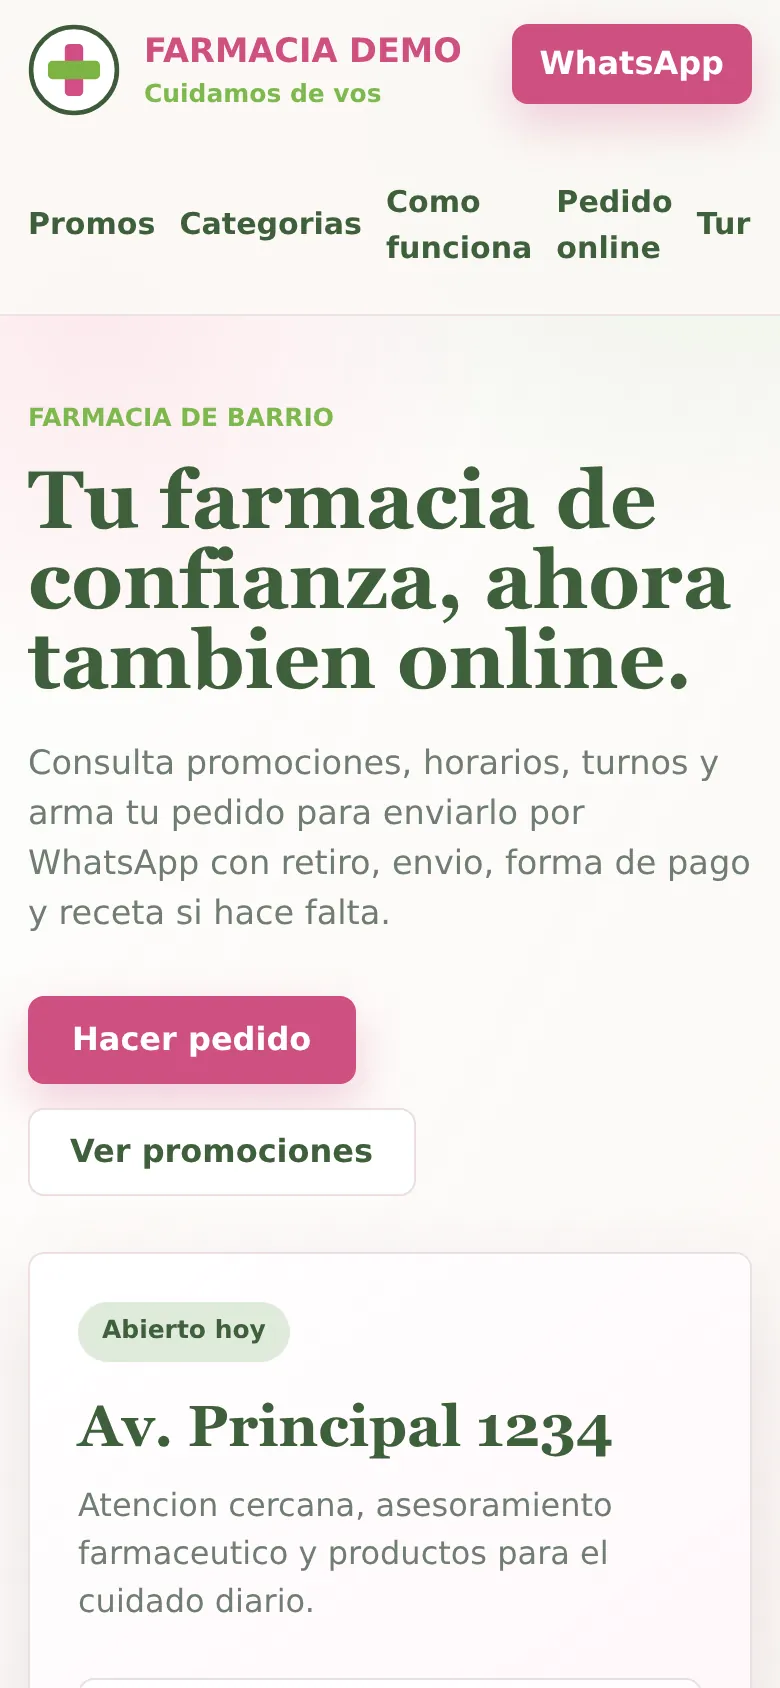 FARMACIA DEMO
Cuidamos de vos
WhatsApp
Promos
Categorias
Como
funciona
Pedido
online
Tur
FARMACIA DE BARRIO
Tu farmacia de
confianza, ahora
tambien online.
Consulta promociones, horarios, turnos y
arma tu pedido para enviarlo por
WhatsApp con retiro, envio, forma de pago
y receta si hace falta.
Hacer pedido
Ver promociones
Abierto hoy
Av. Principal 1234
Atencion cercana, asesoramiento
farmaceutico y productos para el
cuidado diario.